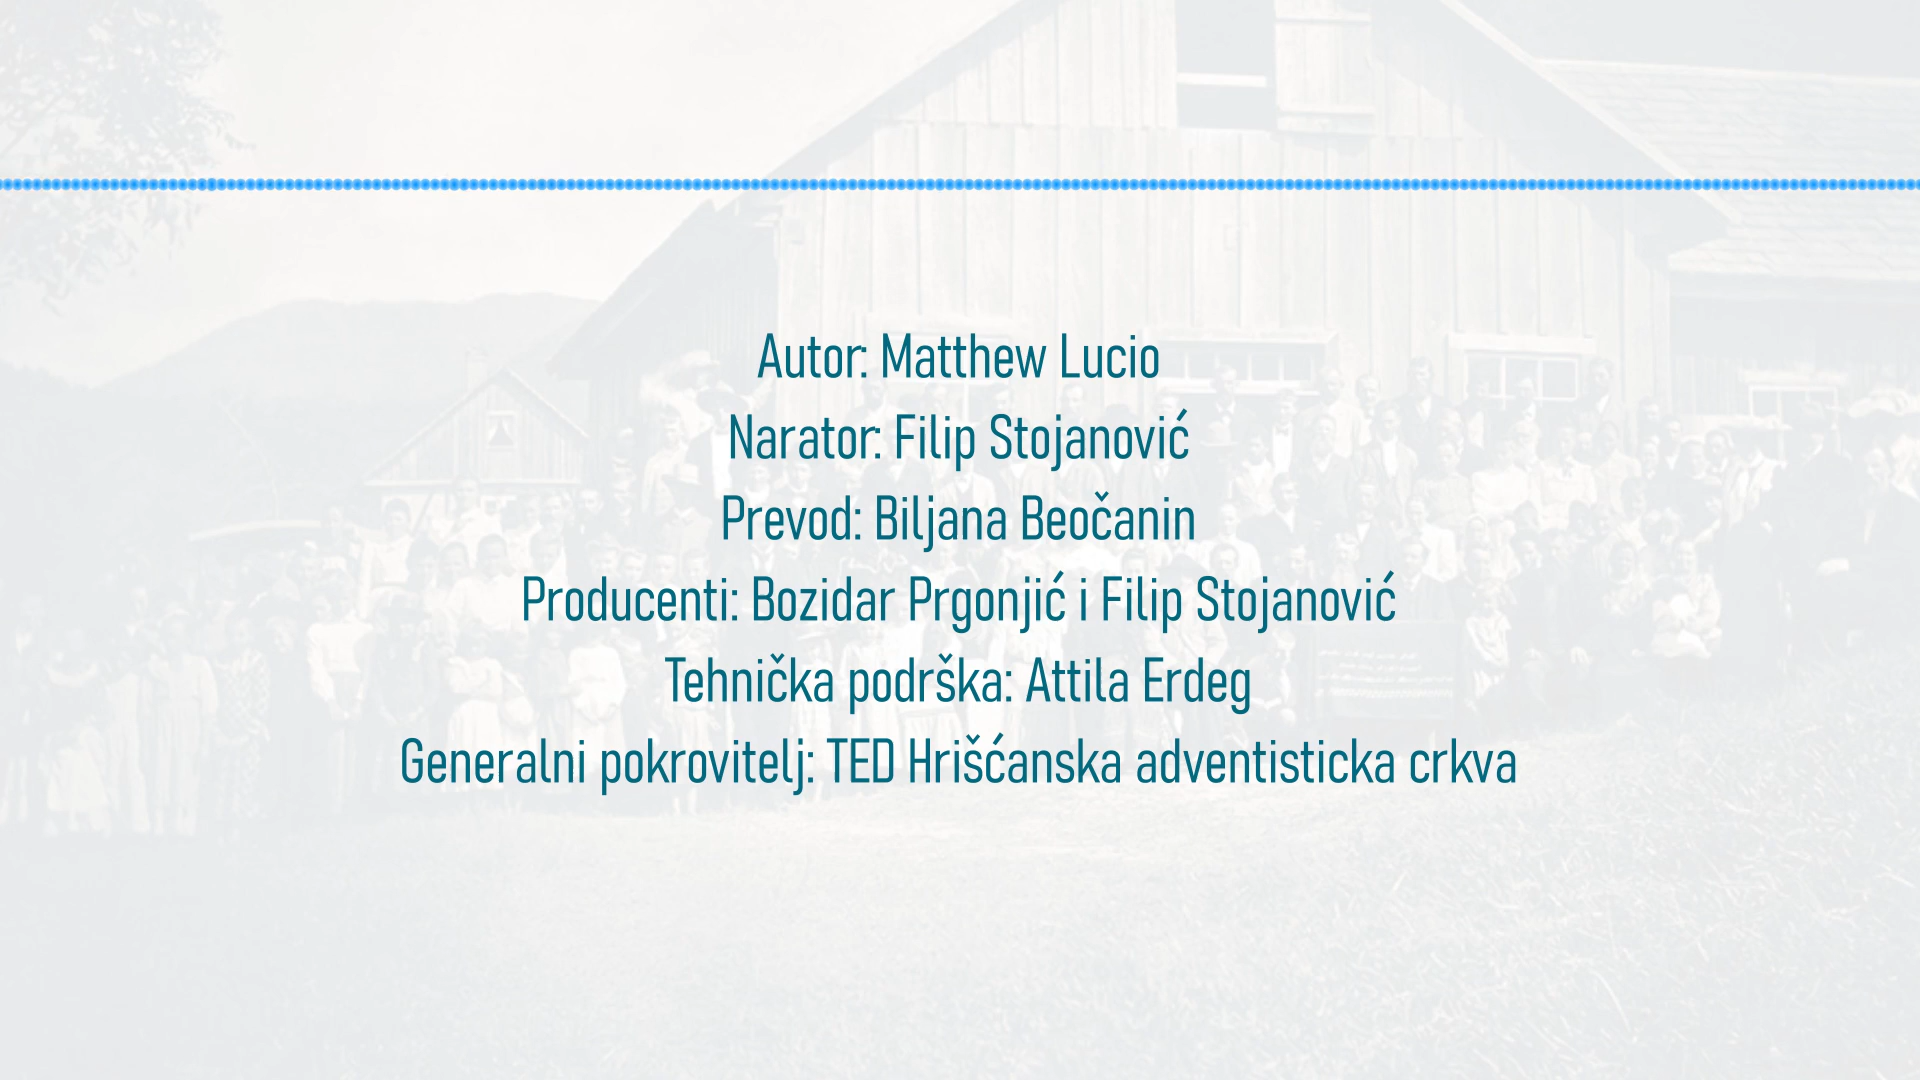 Autor: Matthew Lucio
Narator: Filip Stojanović
Prevod: Biljana Beočanin
Producenti: Bozidar Prgonjić i Filip Stojanović
Tehnička podrška: Attila Erdeg
Generalni pokrovitelj: TED Hrišćanska adventisticka crkva